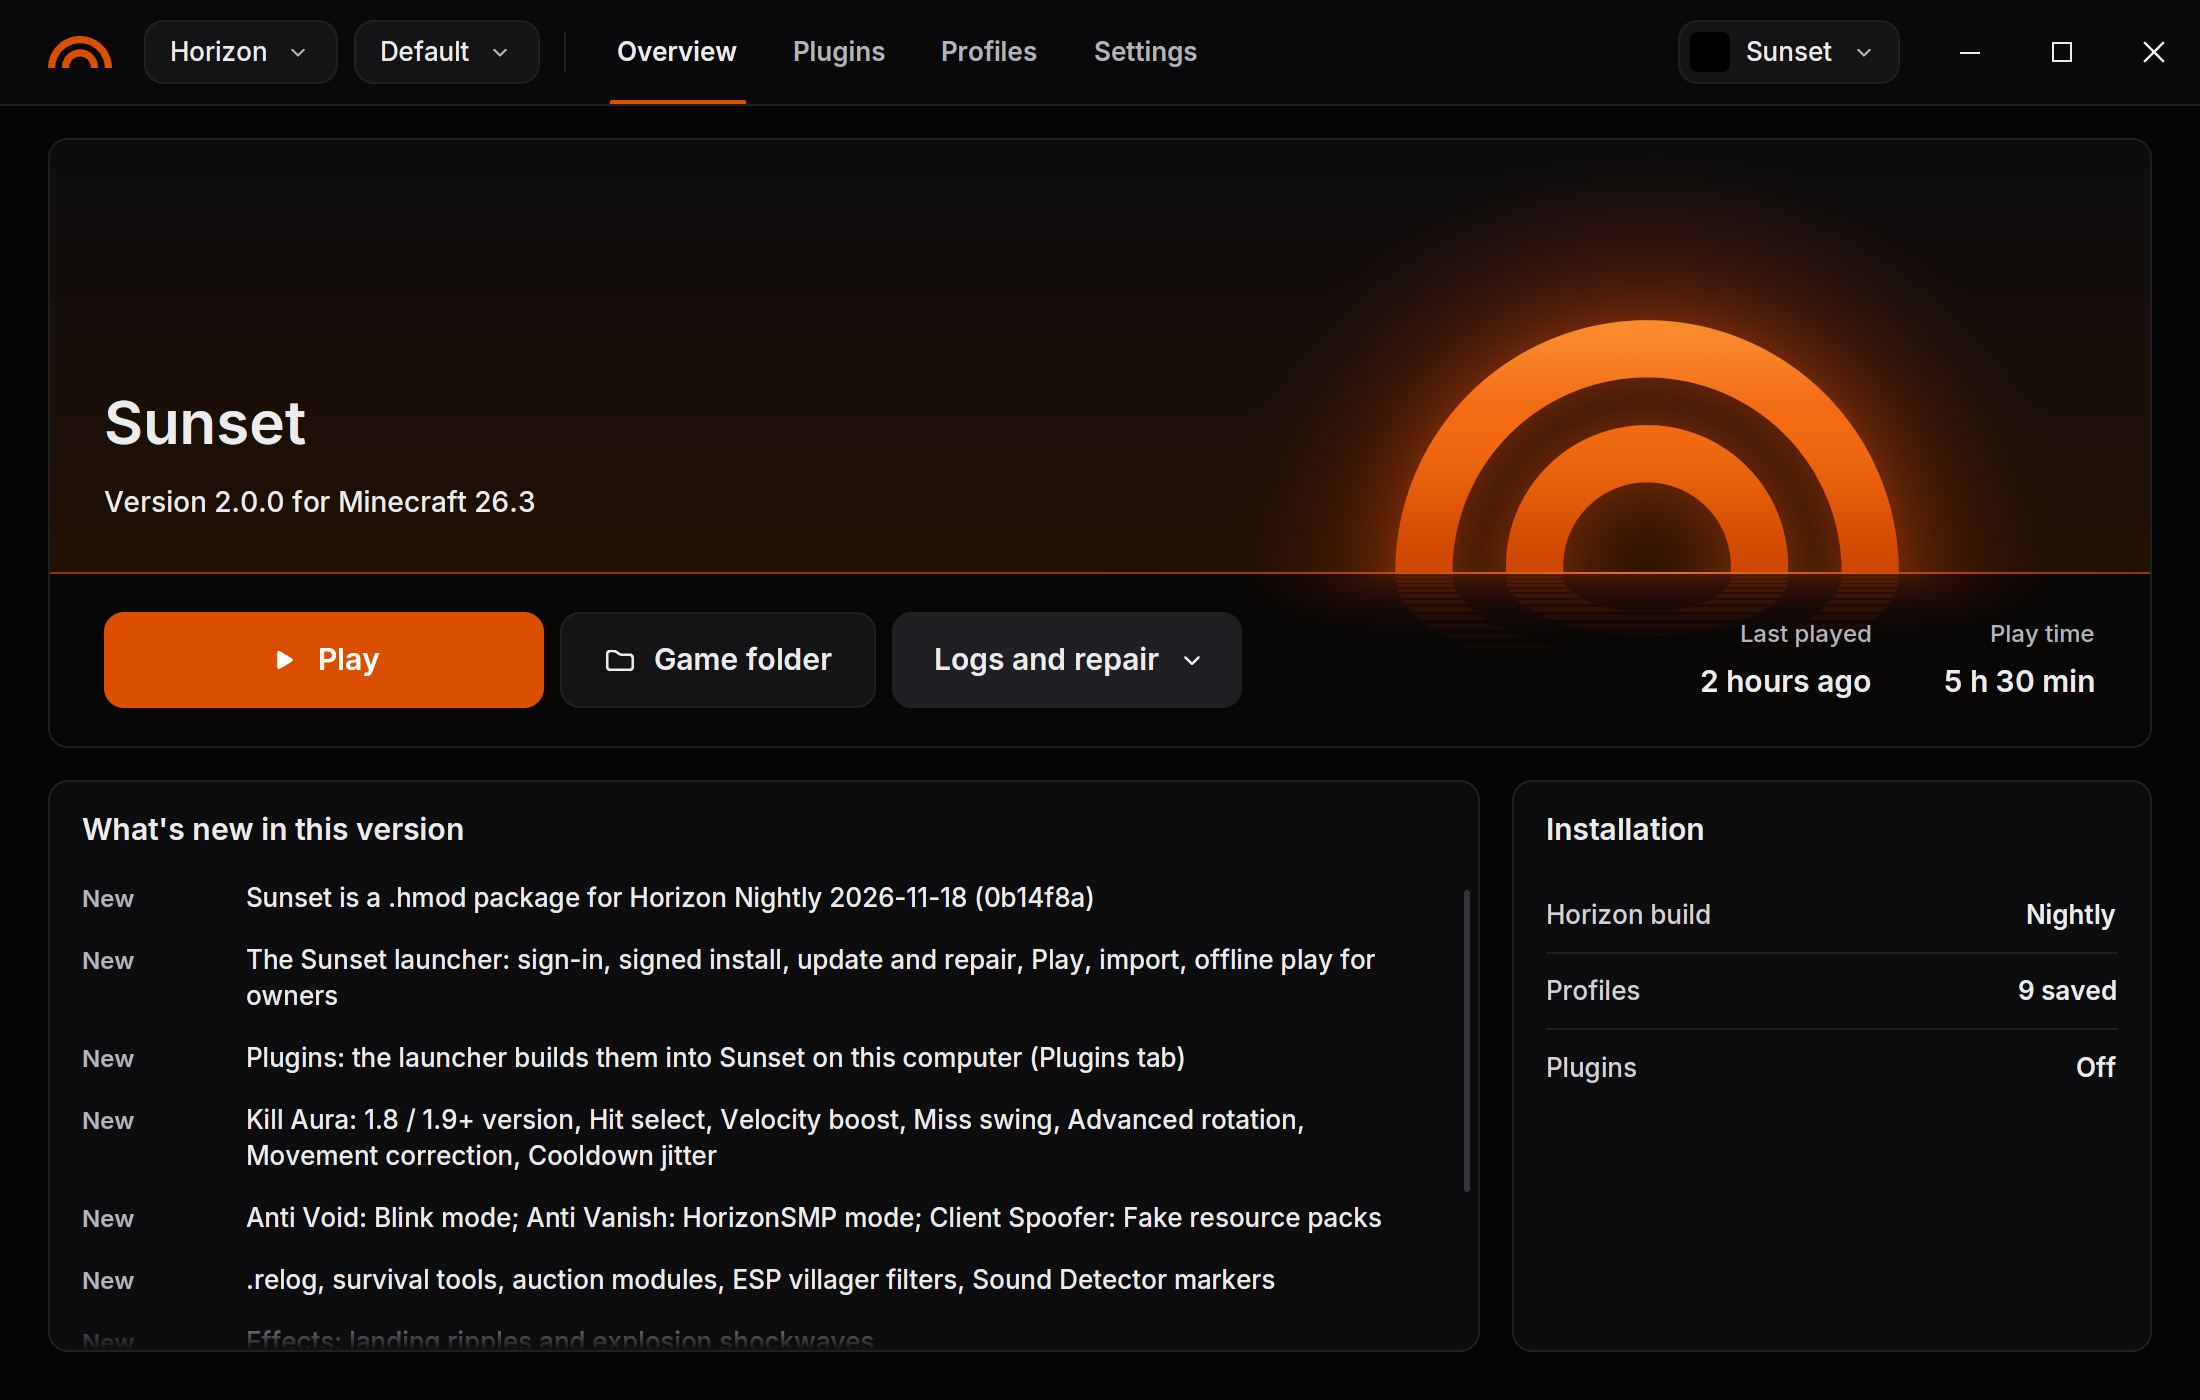 Horizon
Default
Overview
Plugins
Profiles
Settings
Sunset
Sunset
Version 2.0.0 for Minecraft 26.3
Play
Game folder
Logs and repair
Last played
2 hours ago
Play time
5 h 30 min
What's new in this version
New
Sunset is a .hmod package for Horizon Nightly 2026-11-18 (0b14f8a)
New
The Sunset launcher: sign-in, signed install, update and repair, Play, import, offline play for
owners
New
Plugins: the launcher builds them into Sunset on this computer (Plugins tab)
New
Kill Aura: 1.8 / 1.9+ version, Hit select, Velocity boost, Miss swing, Advanced rotation,
Movement correction, Cooldown jitter
New
Anti Void: Blink mode; Anti Vanish: HorizonSMP mode; Client Spoofer: Fake resource packs
New
.relog, survival tools, auction modules, ESP villager filters, Sound Detector markers
New
Effects: landing ripples and explosion shockwaves
Installation
Horizon build
Nightly
Profiles
9 saved
Plugins
Off